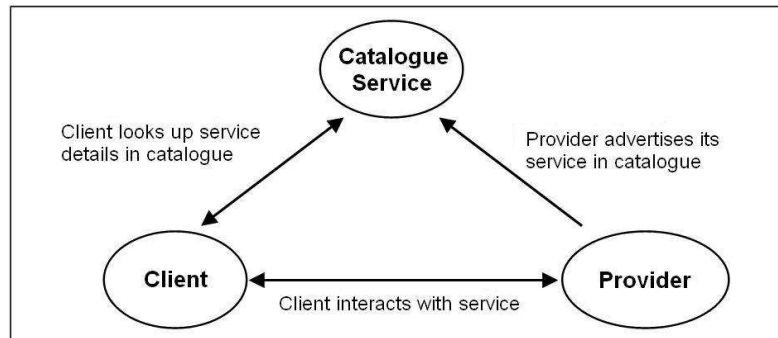 Catalogue
Service
Client looks up service
details in catalogue
Provider advertises its
service in catalogue
Client
Provider
Client interacts with service